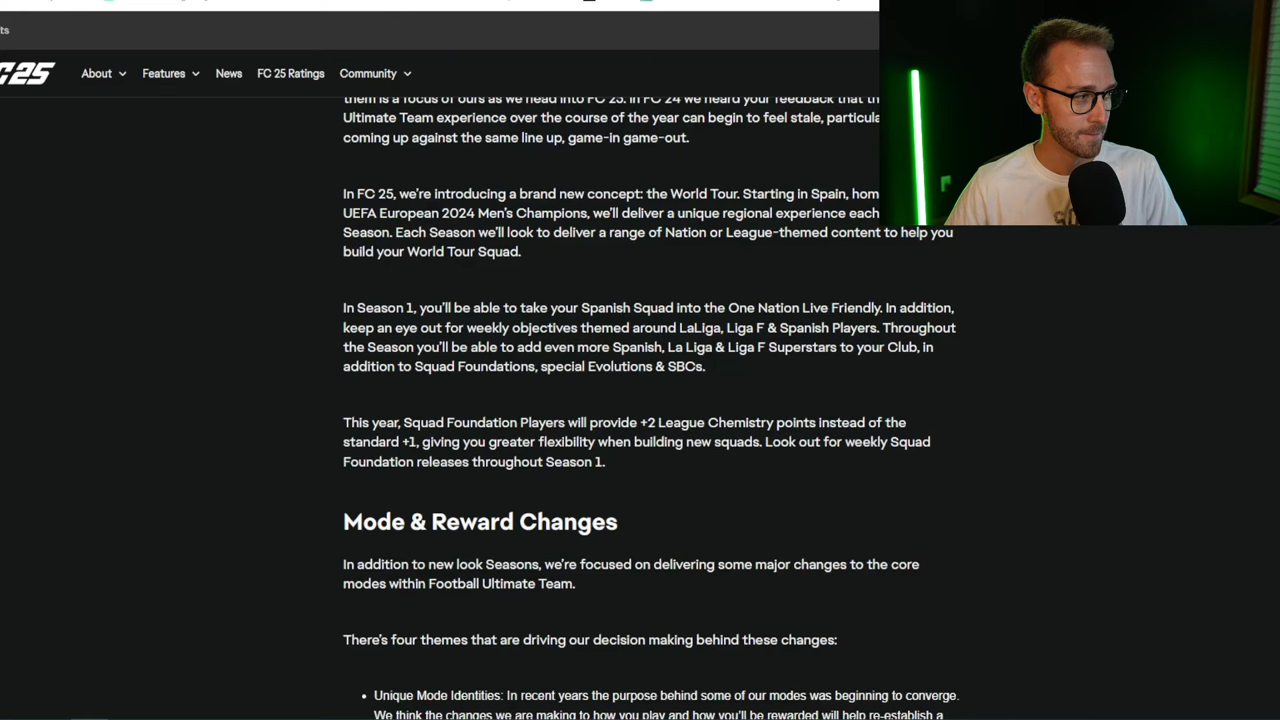 ts
C25
About
Features
News
FC 25 Ratings
Community
them is a focus of ours as we head into FC 25. In FC 24 we heard your feedback that
Ultimate Team experience over the course of the year can begin to feel stale,
coming up against the same line up, game-in game-out.
In FC 25, we're introducing a brand new concept: the World Tour. Starting in Spain,
UEFA European 2024 Men's Champions, we'll deliver a unique regional experience each
Season. Each Season we'll look to deliver a range of Nation or League-themed content to help you
build your World Tour Squad.
In Season 1, you'll be able to take your Spanish Squad into the One Nation Live Friendly. In addition,
keep an eye out for weekly objectives themed around LaLiga, Liga F & Spanish Players. Throughout
the Season you'll be able to add even more Spanish, La Liga & Liga F Superstars to your Club, in
addition to Squad Foundations, special Evolutions & SBCs.
This year, Squad Foundation Players will provide +2 League Chemistry points instead of the
standard +1, giving you greater flexibility when building new squads. Look out for weekly Squad
Foundation releases throughout Season 1.
Mode & Reward Changes
In addition to new look Seasons, we're focused on delivering some major changes to the core
modes within Football Ultimate Team.
There's four themes that are driving our decision making behind these changes:
• Unique Mode Identities: In recent years the purpose behind some of our modes was beginning to converge.
We think the changes we are making to how you play and how you'll be rewarded will help re-establish a